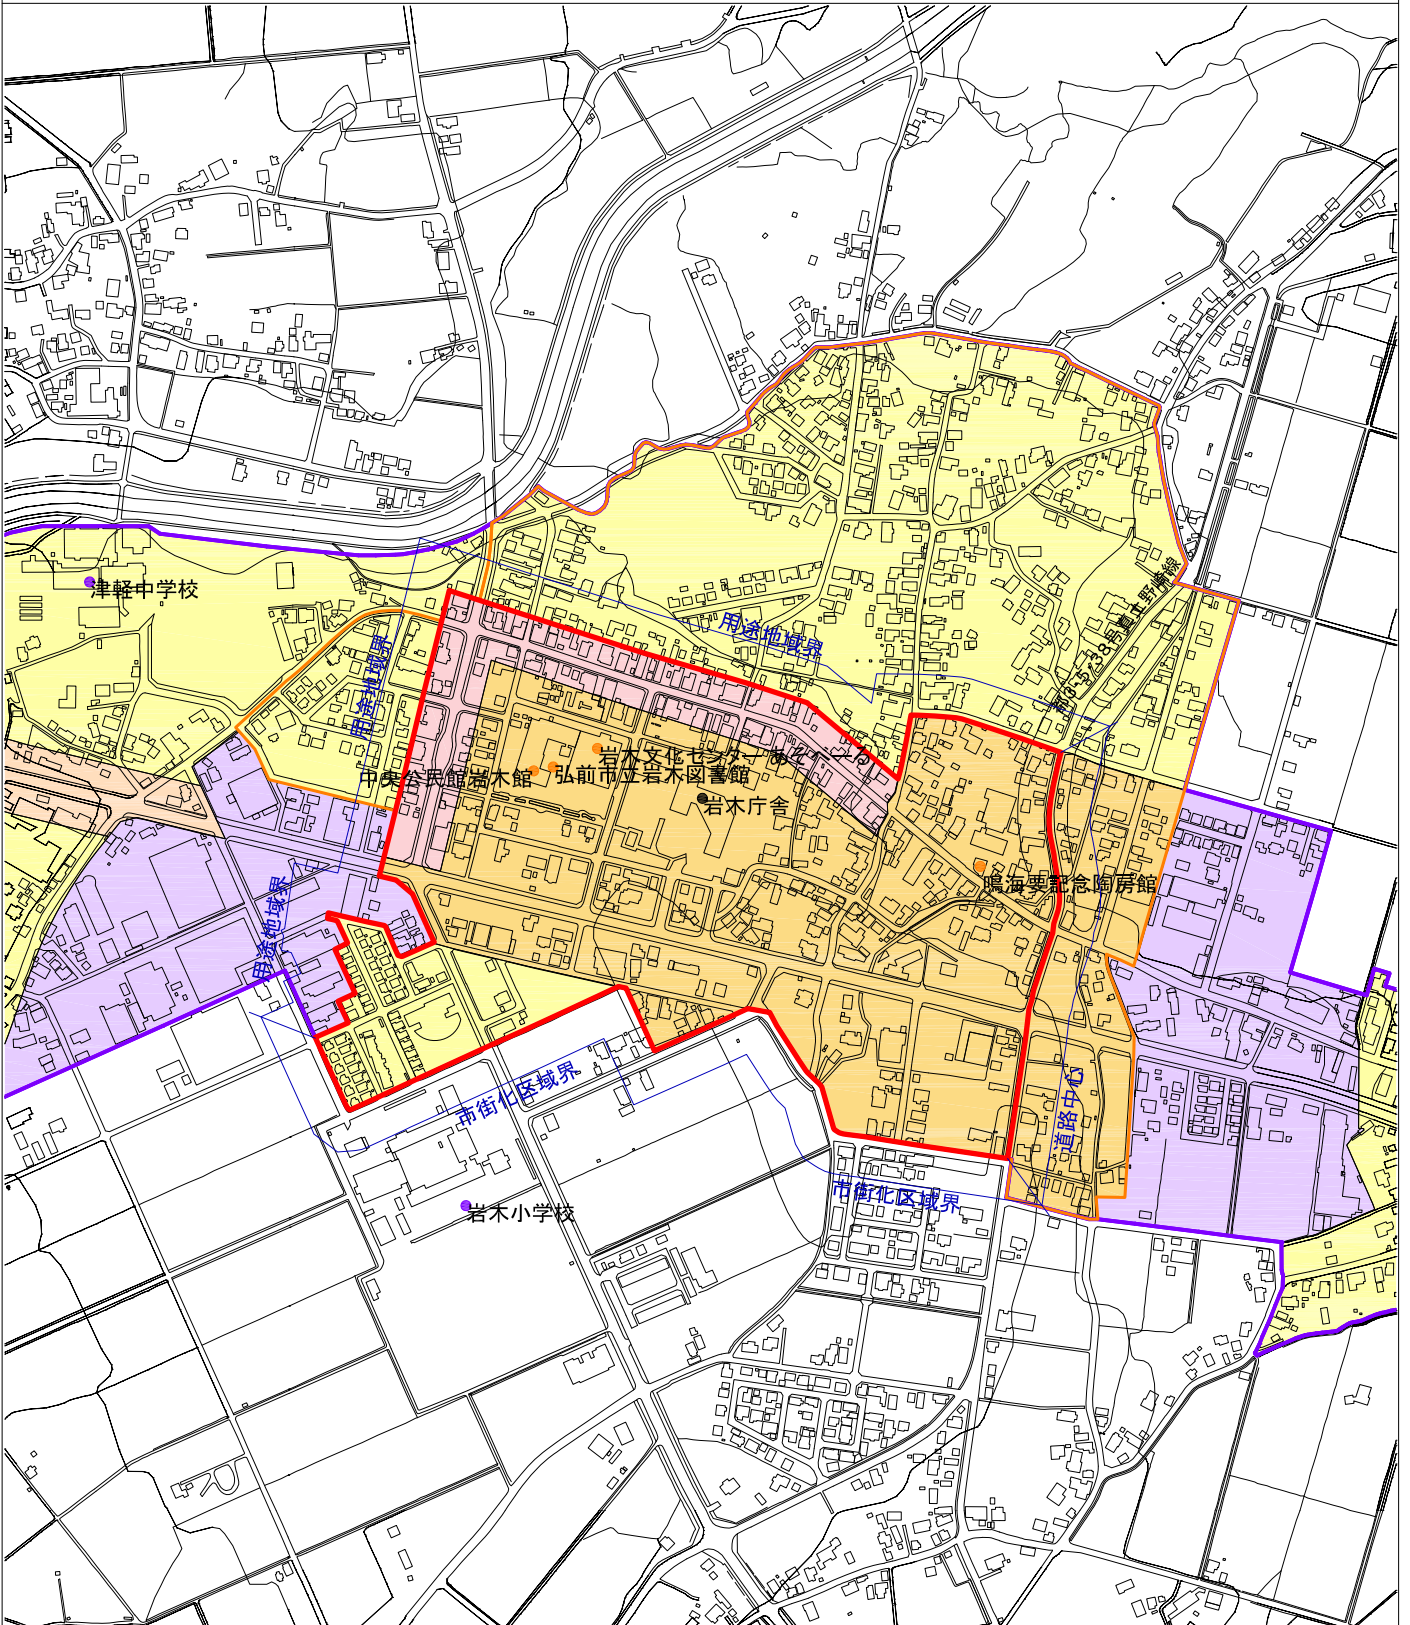 津軽中学校
用途地域界
用途地域界
岩木文化センターあそべーる
中央公民館岩木館
弘前市立岩木図書館
岩木庁舎
鳴海要記念陶房館
用途地域界
道路中心
市街化区域界
市街化区域界
岩木小学校